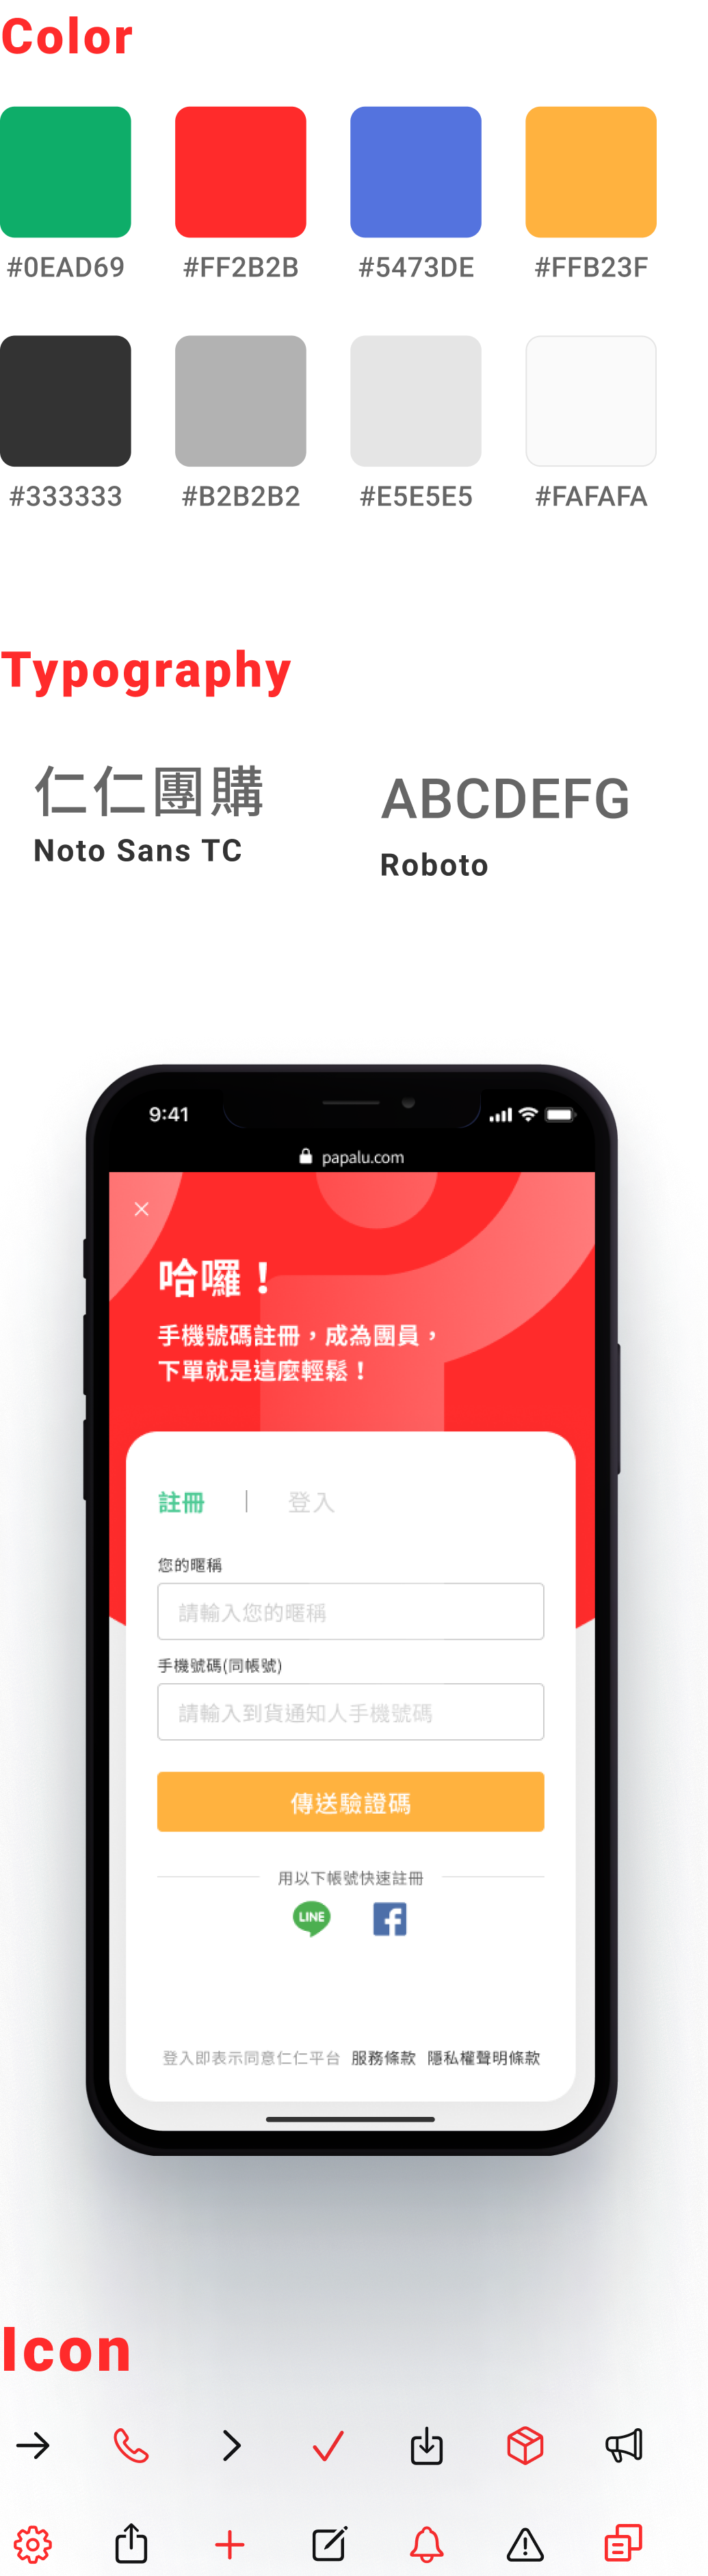 Color
#0EAD69 #FF2B2B #5473DE #FFB23F
#333333 #B2B2B2 #E5E5E5 #FAFAFA
Typography
仁仁團購
Noto Sans TC
ABCDEFG
Roboto
9:41
papalu.com
哈囉！
手機號碼註冊，成為團員，
下單就是這麼輕鬆！
註冊 | 登入
您的暱稱
請輸入您的暱稱
手機號碼(同帳號)
請輸入到貨通知人手機號碼
傳送驗證碼
用以下帳號快速註冊
LINE f
登入即表示同意仁仁平台 服務條款 隱私權聲明條款
Icon